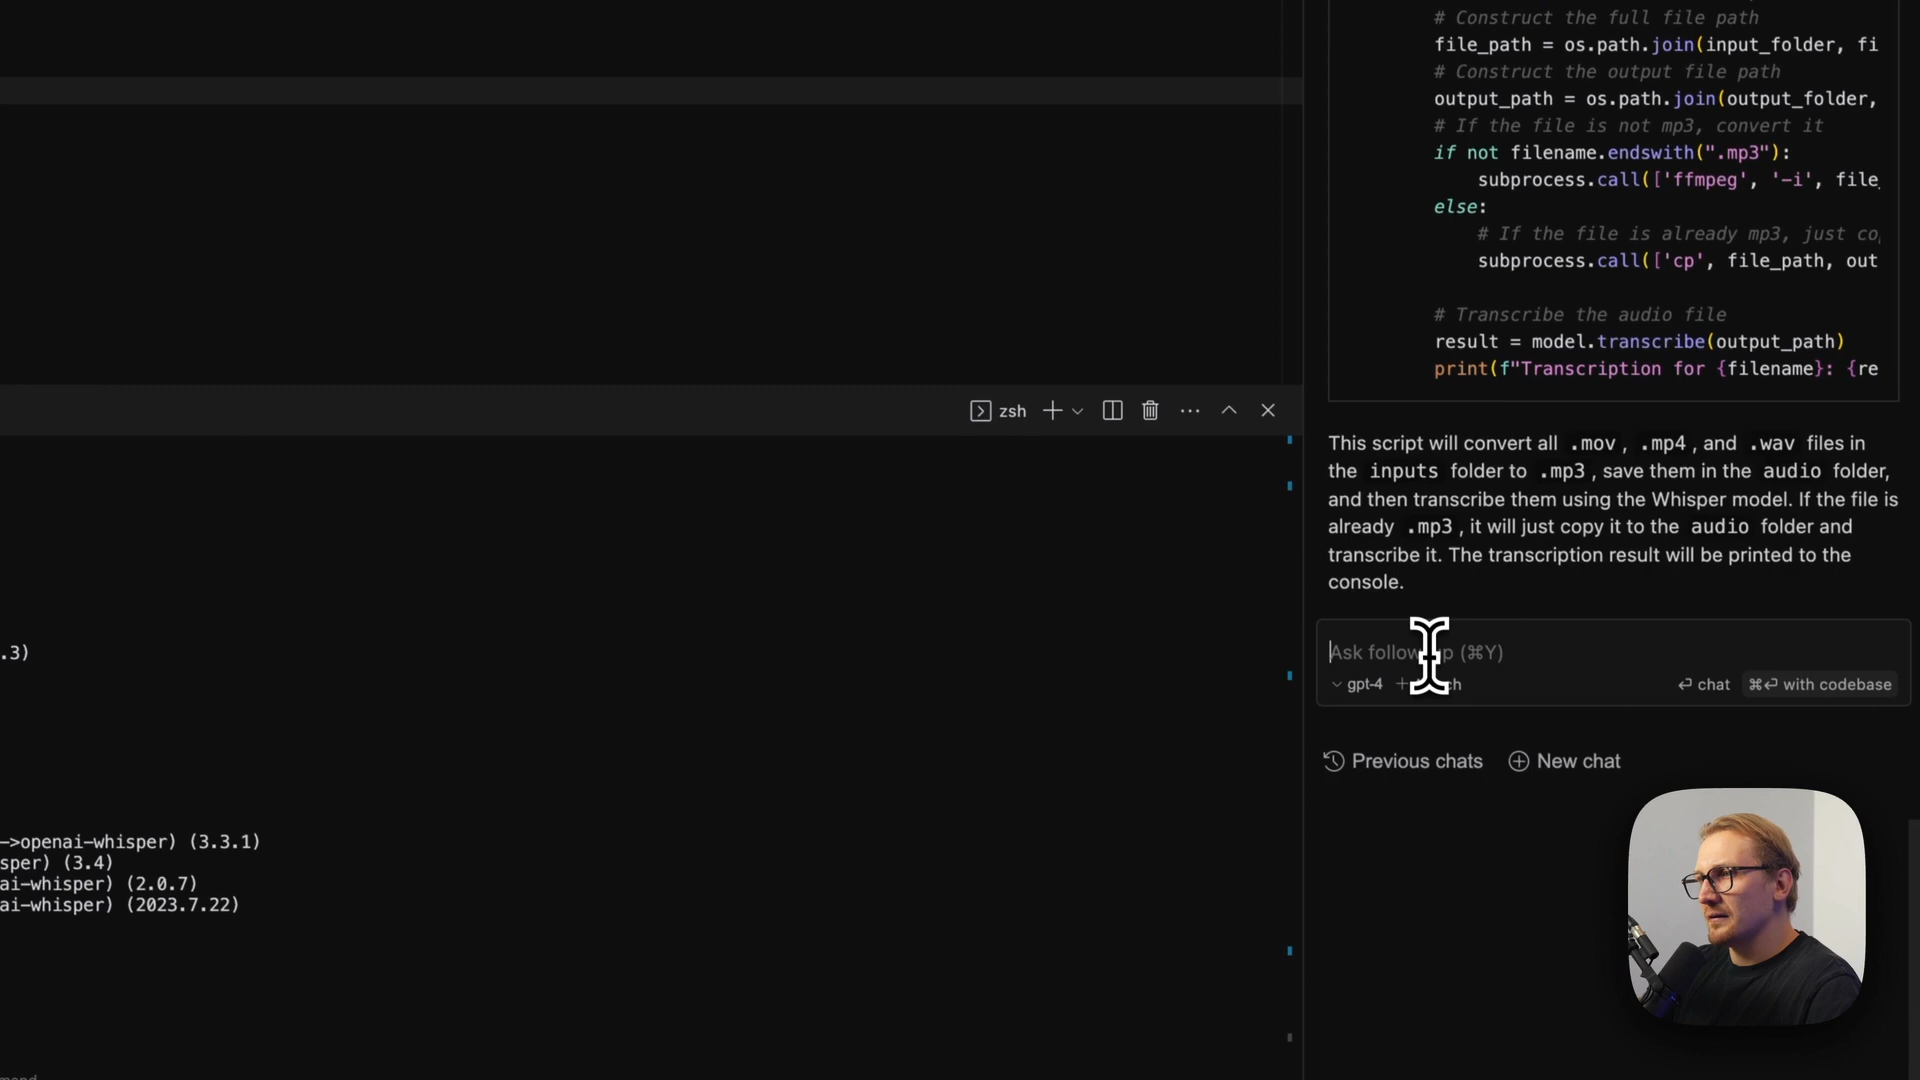 # Construct the full file path
file_path = os.path.join(input_folder, fi
# Construct the output file path
output_path = os.path.join(output_folder,
# If the file is not mp3, convert it
if not filename.endswith(".mp3"):
subprocess.call(['ffmpeg', '-i', file_
else:
# If the file is already mp3, just co
subprocess.call(['cp', file_path, out
# Transcribe the audio file
result = model.transcribe(output_path)
print(f"Transcription for {filename}: {re
zsh
This script will convert all .mov, .mp4, and .wav files in
the inputs folder to .mp3, save them in the audio folder,
and then transcribe them using the Whisper model. If the file is
already .mp3, it will just copy it to the audio folder and
transcribe it. The transcription result will be printed to the
console.
.3)
Ask follow p (⌘Y)
gpt-4 + ch
⏎ chat ⌘⏎ with codebase
Previous chats New chat
->openai-whisper) (3.3.1)
sper) (3.4)
ai-whisper) (2.0.7)
ai-whisper) (2023.7.22)